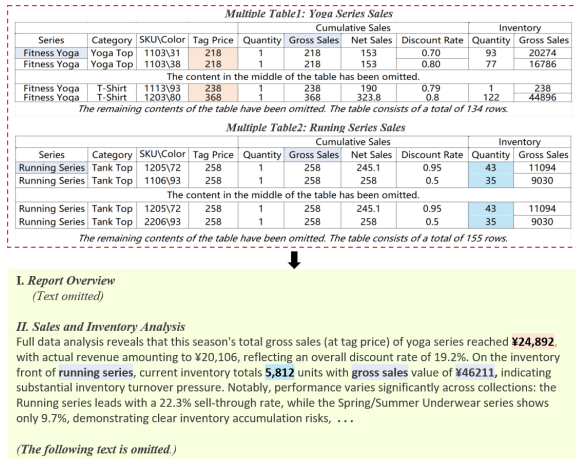 Multiple Table1: Yoga Series Sales
Cumulative Sales Inventory
Series Category SKU\Color Tag Price Quantity Gross Sales Net Sales Discount Rate Quantity Gross Sales
Fitness Yoga Yoga Top 1103\31 218 1 218 153 0.70 93 20274
Fitness Yoga Yoga Top 1103\38 218 1 218 153 0.80 77 16786
The content in the middle of the table has been omitted.
Fitness Yoga T-Shirt 1113\93 238 1 238 190 0.79 1 238
Fitness Yoga T-Shirt 1203\80 368 1 368 323.8 0.8 122 44896
The remaining contents of the table have been omitted. The table consists of a total of 134 rows.
Multiple Table2: Runing Series Sales
Cumulative Sales Inventory
Series Category SKU\Color Tag Price Quantity Gross Sales Net Sales Discount Rate Quantity Gross Sales
Running Series Tank Top 1205\72 258 1 258 245.1 0.95 43 11094
Running Series Tank Top 1106\93 258 1 258 258 0.5 35 9030
The content in the middle of the table has been omitted.
Running Series Tank Top 1205\72 258 1 258 245.1 0.95 43 11094
Running Series Tank Top 2206\93 258 1 258 258 0.5 35 9030
The remaining contents of the table have been omitted. The table consists of a total of 155 rows.
I. Report Overview
(Text omitted)
II. Sales and Inventory Analysis
Full data analysis reveals that this season's total gross sales (at tag price) of yoga series reached ¥24,892,
with actual revenue amounting to ¥20,106, reflecting an overall discount rate of 19.2%. On the inventory
front of running series, current inventory totals 5,812 units with gross sales value of ¥46211, indicating
substantial inventory turnover pressure. Notably, performance varies significantly across collections: the
Running series leads with a 22.3% sell-through rate, while the Spring/Summer Underwear series shows
only 9.7%, demonstrating clear inventory accumulation risks, ...
(The following text is omitted.)